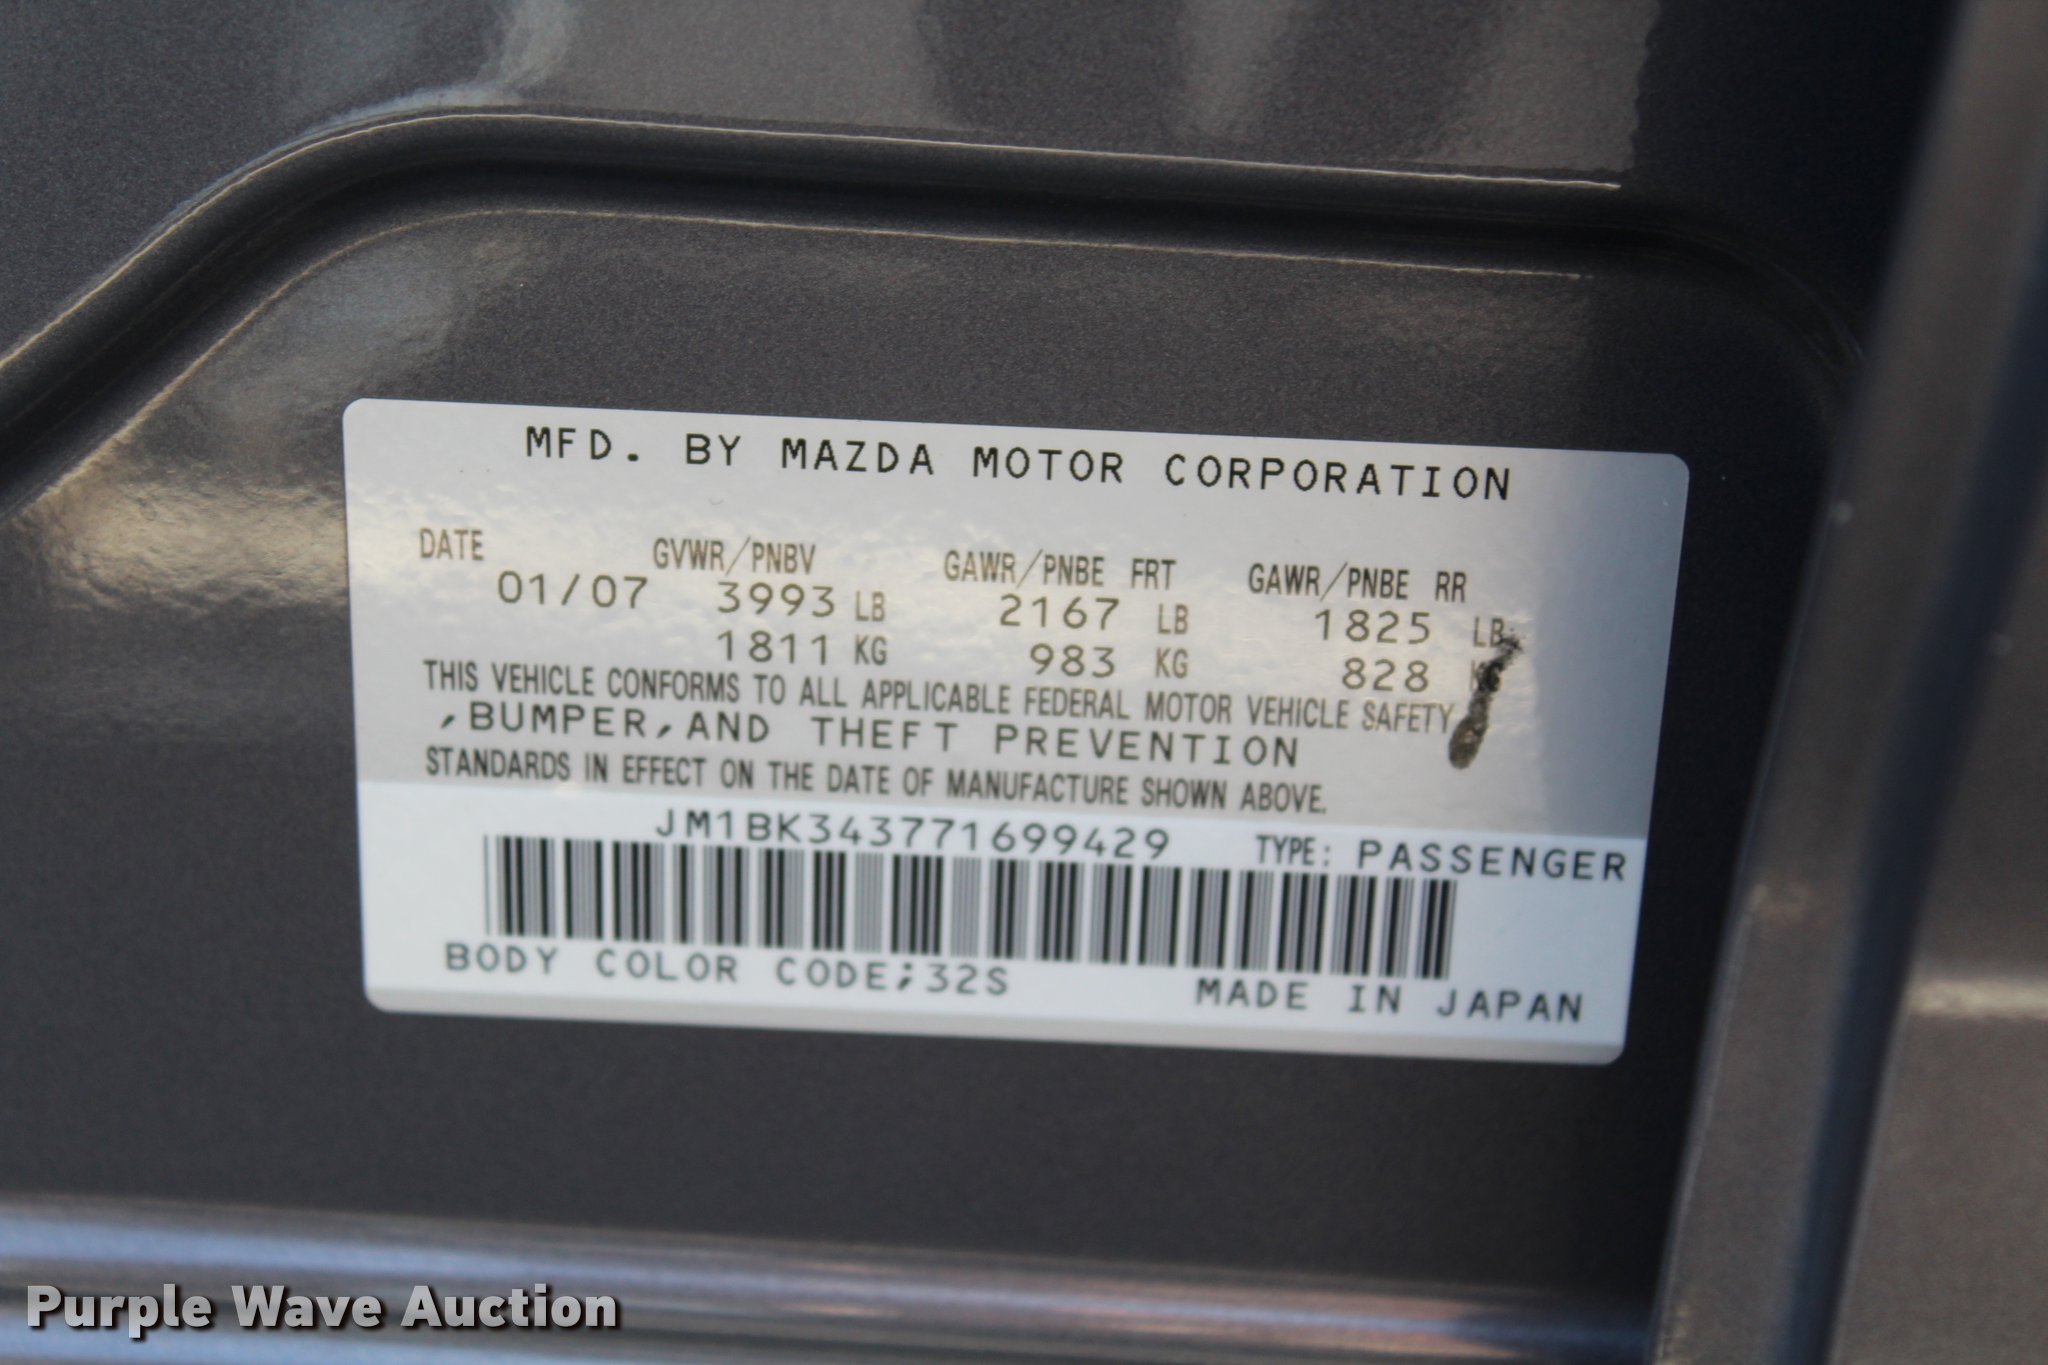 MFD. BY MAZDA MOTOR CORPORATION
DATE GVWR/PNBV GAWR/PNBE FRT GAWR/PNBE RR
01/07 3993 LB 2167 LB 1825 LB
1811 KG 983 KG 828 KG
THIS VEHICLE CONFORMS TO ALL APPLICABLE FEDERAL MOTOR VEHICLE SAFETY
,BUMPER,AND THEFT PREVENTION
STANDARDS IN EFFECT ON THE DATE OF MANUFACTURE SHOWN ABOVE.
JM1BK343771699429 TYPE: PASSENGER
BODY COLOR CODE;32S MADE IN JAPAN
Purple Wave Auction